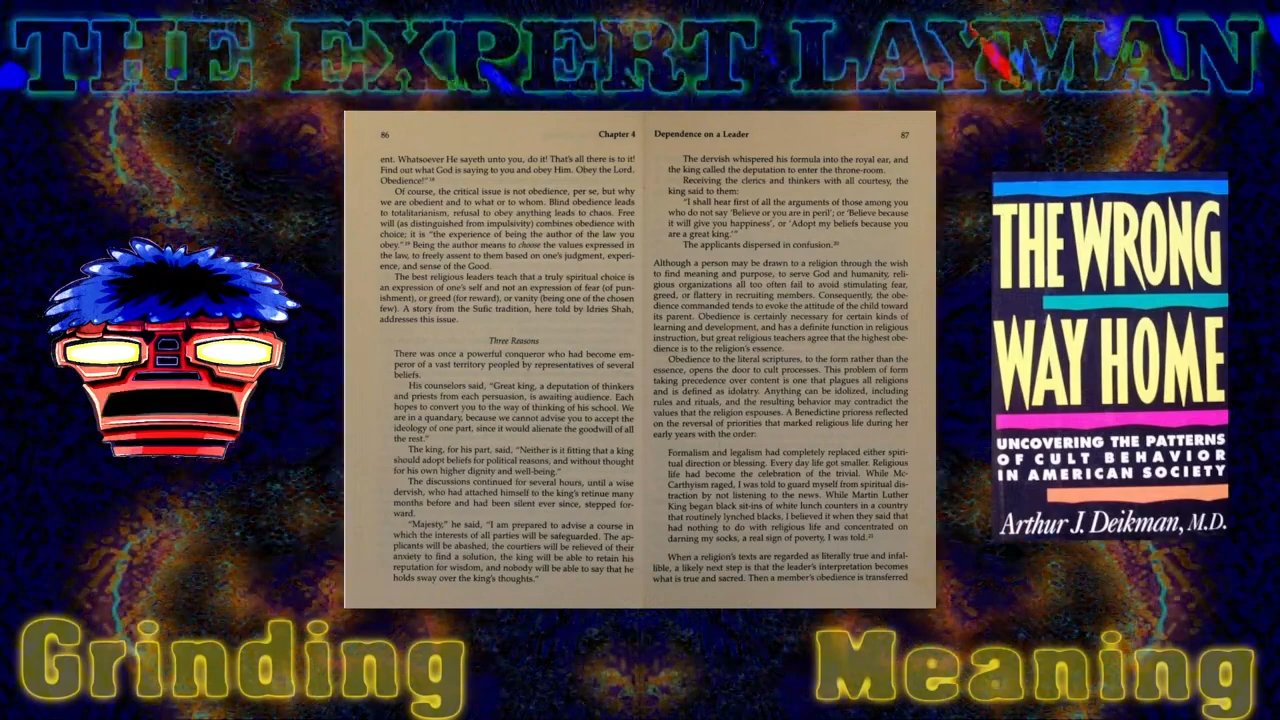 THE EXPERT LAYMAN
86 Chapter 4
ent. Whatsoever He sayeth unto you, do it! That's all there is to it!
Find out what God is saying to you and obey Him. Obey the Lord.
Obedience!"¹⁸
Of course, the critical issue is not obedience, per se, but why
we are obedient and to what or to whom. Blind obedience leads
to totalitarianism, refusal to obey anything leads to chaos. Free
will (as distinguished from impulsivity) combines obedience with
choice; it is "the experience of being the author of the law you
obey."¹⁹ Being the author means to choose the values expressed in
the law, to freely assent to them based on one's judgment, experi-
ence, and sense of the Good.
The best religious leaders teach that a truly spiritual choice is
an expression of one's self and not an expression of fear (of pun-
ishment), or greed (for reward), or vanity (being one of the chosen
few). A story from the Sufic tradition, here told by Idries Shah,
addresses this issue.
Three Reasons
There was once a powerful conqueror who had become em-
peror of a vast territory peopled by representatives of several
beliefs.
His counselors said, "Great king, a deputation of thinkers
and priests from each persuasion, is awaiting audience. Each
hopes to convert you to the way of thinking of his school. We
are in a quandary, because we cannot advise you to accept the
ideology of one part, since it would alienate the goodwill of all
the rest."
The king, for his part, said, "Neither is it fitting that a king
should adopt beliefs for political reasons, and without thought
for his own higher dignity and well-being."
The discussions continued for several hours, until a wise
dervish, who had attached himself to the king's retinue many
months before and had been silent ever since, stepped for-
ward.
"Majesty," he said, "I am prepared to advise a course in
which the interests of all parties will be safeguarded. The ap-
plicants will be abashed, the courtiers will be relieved of their
anxiety to find a solution, the king will be able to retain his
reputation for wisdom, and nobody will be able to say that he
holds sway over the king's thoughts."
Dependence on a Leader 87
The dervish whispered his formula into the royal ear, and
the king called the deputation to enter the throne-room.
Receiving the clerics and thinkers with all courtesy, the
king said to them:
"I shall hear first of all the arguments of those among you
who do not say 'Believe or you are in peril'; or 'Believe because
it will give you happiness', or 'Adopt my beliefs because you
are a great king.'"
The applicants dispersed in confusion.²⁰
Although a person may be drawn to a religion through the wish
to find meaning and purpose, to serve God and humanity, reli-
gious organizations all too often fail to avoid stimulating fear,
greed, or flattery in recruiting members. Consequently, the obe-
dience commanded tends to evoke the attitude of the child toward
its parent. Obedience is certainly necessary for certain kinds of
learning and development, and has a definite function in religious
instruction, but great religious teachers agree that the highest obe-
dience is to the religion's essence.
Obedience to the literal scriptures, to the form rather than the
essence, opens the door to cult processes. This problem of form
taking precedence over content is one that plagues all religions
and is defined as idolatry. Anything can be idolized, including
rules and rituals, and the resulting behavior may contradict the
values that the religion espouses. A Benedictine prioress reflected
on the reversal of priorities that marked religious life during her
early years with the order:
Formalism and legalism had completely replaced either spiri-
tual direction or blessing. Every day life got smaller. Religious
life had become the celebration of the trivial. While Mc-
Carthyism raged, I was told to guard myself from spiritual dis-
traction by not listening to the news. While Martin Luther
King began black sit-ins of white lunch counters in a country
that routinely lynched blacks, I believed it when they said that
had nothing to do with religious life and concentrated on
darning my socks, a real sign of poverty, I was told.²¹
When a religion's texts are regarded as literally true and infal-
lible, a likely next step is that the leader's interpretation becomes
what is true and sacred. Then a member's obedience is transferred
THE WRONG
WAY HOME
UNCOVERING THE PATTERNS
OF CULT BEHAVIOR
IN AMERICAN SOCIETY
Arthur J. Deikman, M.D.
Grinding Meaning